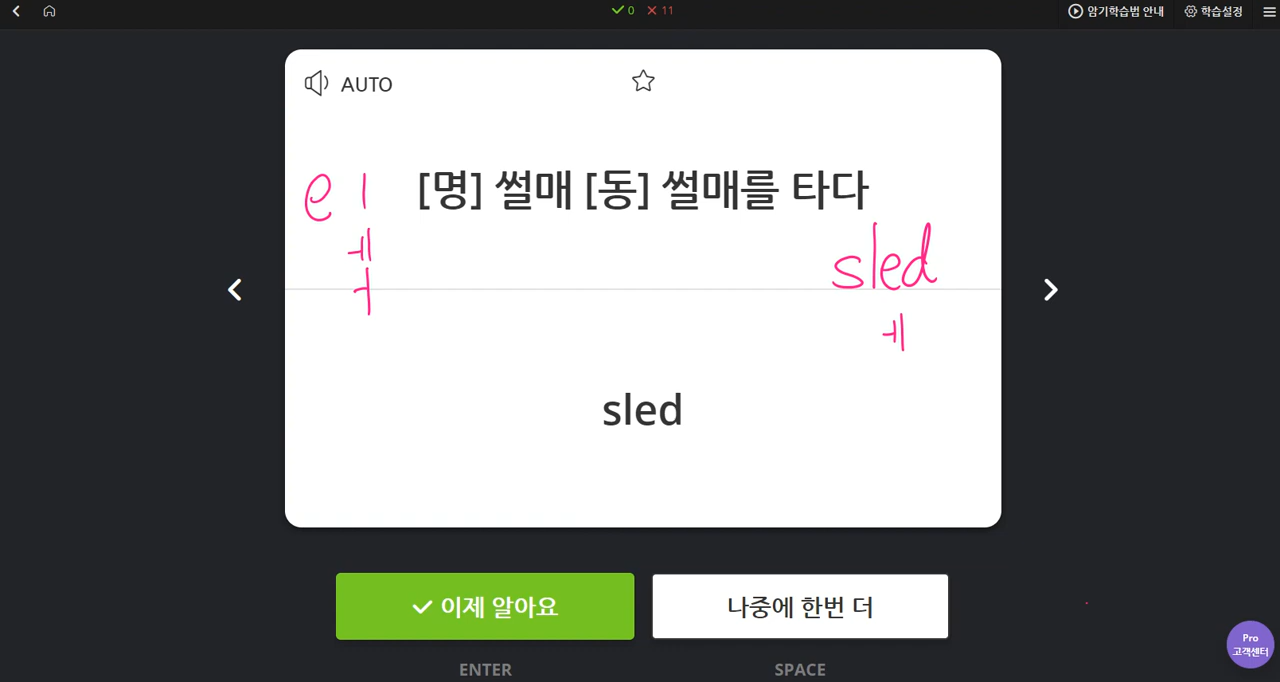 0 11 암기학습법 안내 학습설정
AUTO
e ㅣ [명] 썰매 [동] 썰매를 타다
ㅔ
ㅓ
sled
ㅔ
sled
이제 알아요 나중에 한번 더
Pro
고객센터
ENTER SPACE